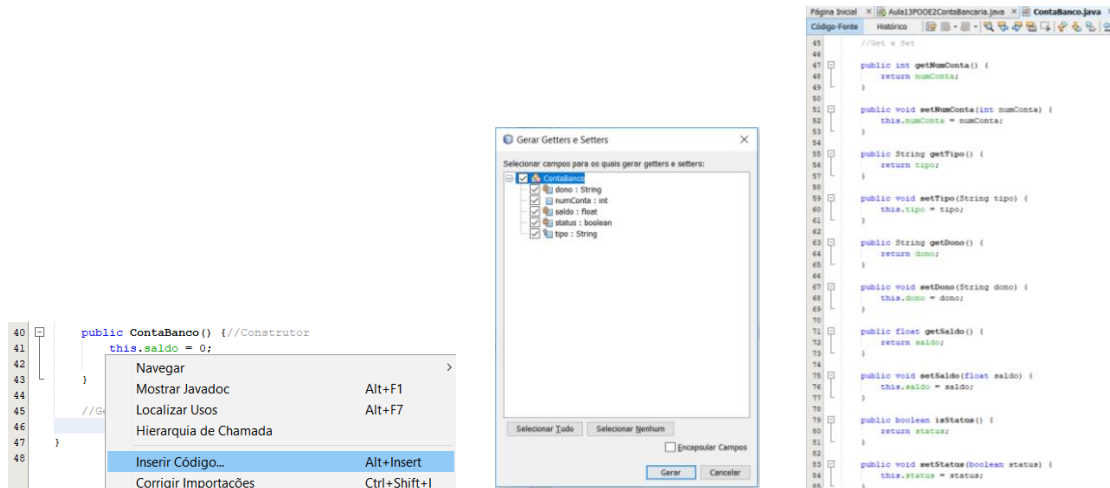 40 public ContaBanco() {//Construtor
41 this.saldo = 0;
42
43 }
44
45 //Ge
46
47 }
48
Navegar >
Mostrar Javadoc Alt+F1
Localizar Usos Alt+F7
Hierarquia de Chamada
Inserir Código... Alt+Insert
Corrigir Importações Ctrl+Shift+I
Gerar Getters e Setters
Selecionar campos para os quais gerar getters e setters:
ContaBanco
dono : String
numConta : int
saldo : float
status : boolean
tipo : String
Selecionar Tudo Selecionar Nenhum
Encapsular Campos
Gerar Cancelar
Página Inicial × Aula13POOE2ContaBancaria.java × ContaBanco.java ×
Código-Fonte Histórico
45 //Get e Set
46
47 public int getNumConta() {
48 return numConta;
49 }
50
51 public void setNumConta(int numConta) {
52 this.numConta = numConta;
53 }
54
55 public String getTipo() {
56 return tipo;
57 }
58
59 public void setTipo(String tipo) {
60 this.tipo = tipo;
61 }
62
63 public String getDono() {
64 return dono;
65 }
66
67 public void setDono(String dono) {
68 this.dono = dono;
69 }
70
71 public float getSaldo() {
72 return saldo;
73 }
74
75 public void setSaldo(float saldo) {
76 this.saldo = saldo;
77 }
78
79 public boolean isStatus() {
80 return status;
81 }
82
83 public void setStatus(boolean status) {
84 this.status = status;
85 }